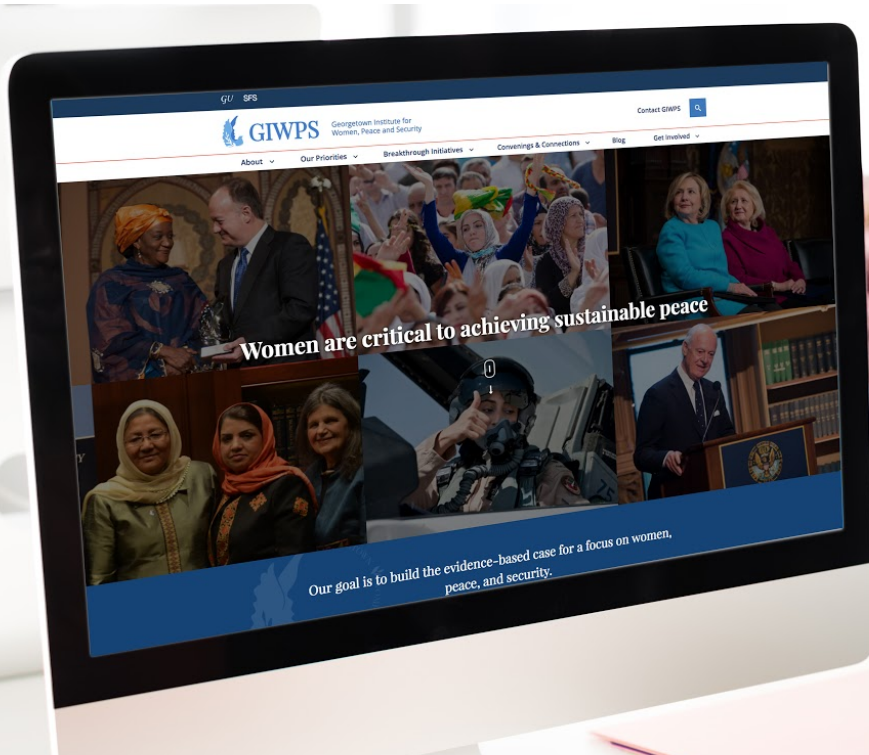 GU SFS
GIWPS
Georgetown Institute for
Women, Peace and Security
Contact GIWPS
About
Our Priorities
Breakthrough Initiatives
Convenings & Connections
Blog
Get Involved
Women are critical to achieving sustainable peace
Our goal is to build the evidence-based case for a focus on women,
peace, and security.